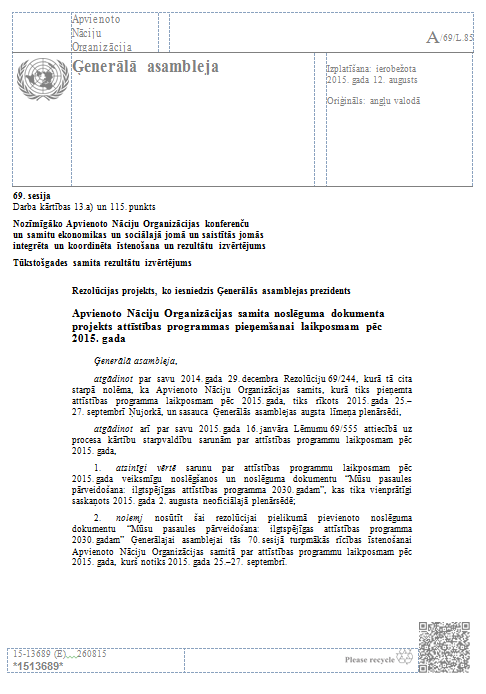 Apvienoto
Nāciju
Organizācija
A/69/L.85
Ģenerālā asambleja
Izplatīšana: ierobežota
2015. gada 12. augusts
Oriģināls: angļu valodā
69. sesija
Darba kārtības 13.a) un 115. punkts
Nozīmīgāko Apvienoto Nāciju Organizācijas konferenču
un samitu ekonomikas un sociālajā jomā un saistītās jomās
integrēta un koordinēta īstenošana un rezultātu izvērtējums
Tūkstošgades samita rezultātu izvērtējums
Rezolūcijas projekts, ko iesniedzis Ģenerālās asamblejas prezidents
Apvienoto Nāciju Organizācijas samita noslēguma dokumenta
projekts attīstības programmas pieņemšanai laikposmam pēc
2015. gada
Ģenerālā asambleja,
atgādinot par savu 2014. gada 29. decembra Rezolūciju 69/244, kurā tā cita
starpā nolēma, ka Apvienoto Nāciju Organizācijas samits, kurā tiks pieņemta
attīstības programma laikposmam pēc 2015. gada, tiks rīkots 2015. gada 25.–
27. septembrī Ņujorkā, un sasauca Ģenerālās asamblejas augsta līmeņa plenārsēdi,
atgādinot arī par savu 2015. gada 16. janvāra Lēmumu 69/555 attiecībā uz
procesa kārtību starpvaldību sarunām par attīstības programmu laikposmam pēc
2015. gada,
1. atzinīgi vērtē sarunu par attīstības programmu laikposmam pēc
2015. gada veiksmīgu noslēgšanos un noslēguma dokumentu “Mūsu pasaules
pārveidošana: ilgtspējīgas attīstības programma 2030. gadam”, kas tika vienprātīgi
saskaņots 2015. gada 2. augusta neoficiālajā plenārsēdē;
2. nolemj nosūtīt šai rezolūcijai pielikumā pievienoto noslēguma
dokumentu “Mūsu pasaules pārveidošana: ilgtspējīgas attīstības programma
2030. gadam” Ģenerālajai asamblejai tās 70. sesijā turpmākās rīcības īstenošanai
Apvienoto Nāciju Organizācijas samitā par attīstības programmu laikposmam pēc
2015. gada, kurš notiks 2015. gada 25.–27. septembrī.
15-13689 (E) 260815
*1513689*
Please recycle